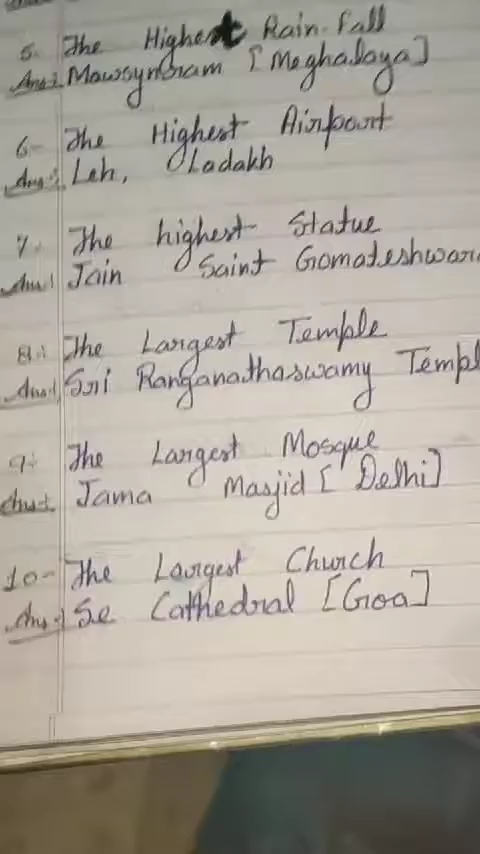 5. The Highest Rain fall
Ans:- Mawsynram [Meghalaya]
6- The Highest Airport
Ans:- Leh, Ladakh
7. The highest Statue
Ans:- Jain Saint Gomateshwar
8:- The Largest Temple
Ans:- Sri Ranganathaswamy Templ
9:- The Largest Mosque
Ans:- Jama Masjid [Delhi]
10- The Largest Church
Ans:- Se Cathedral [Goa]